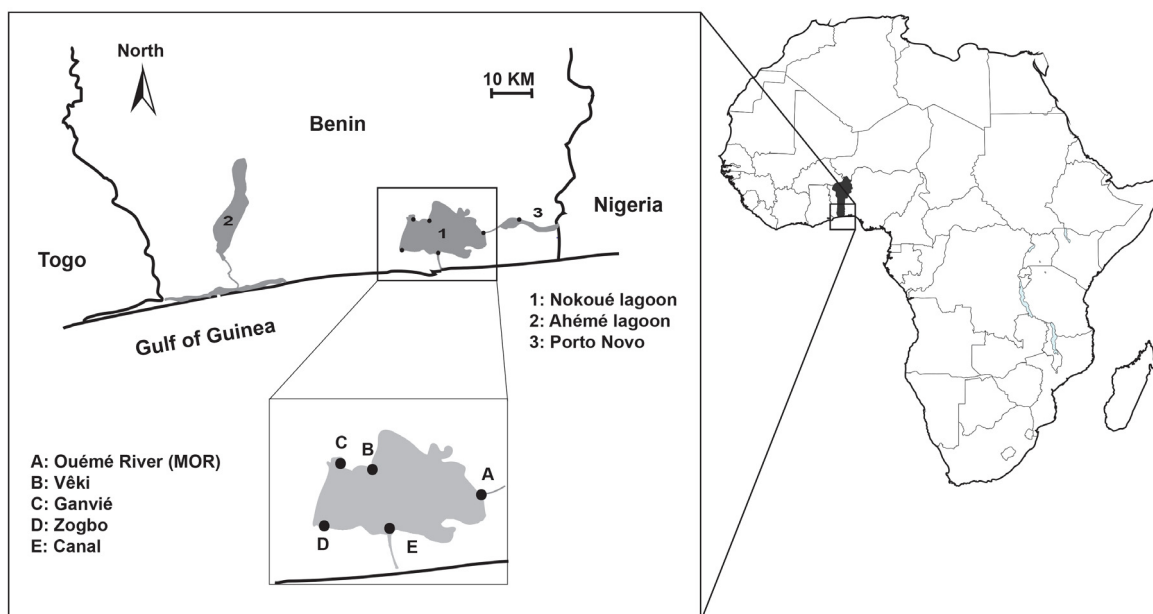 North
10 KM
Benin
2
1
3
Nigeria
Togo
Gulf of Guinea
1: Nokoué lagoon
2: Ahémé lagoon
3: Porto Novo
A: Ouémé River (MOR)
B: Vêki
C: Ganvié
D: Zogbo
E: Canal
C
B
A
D
E